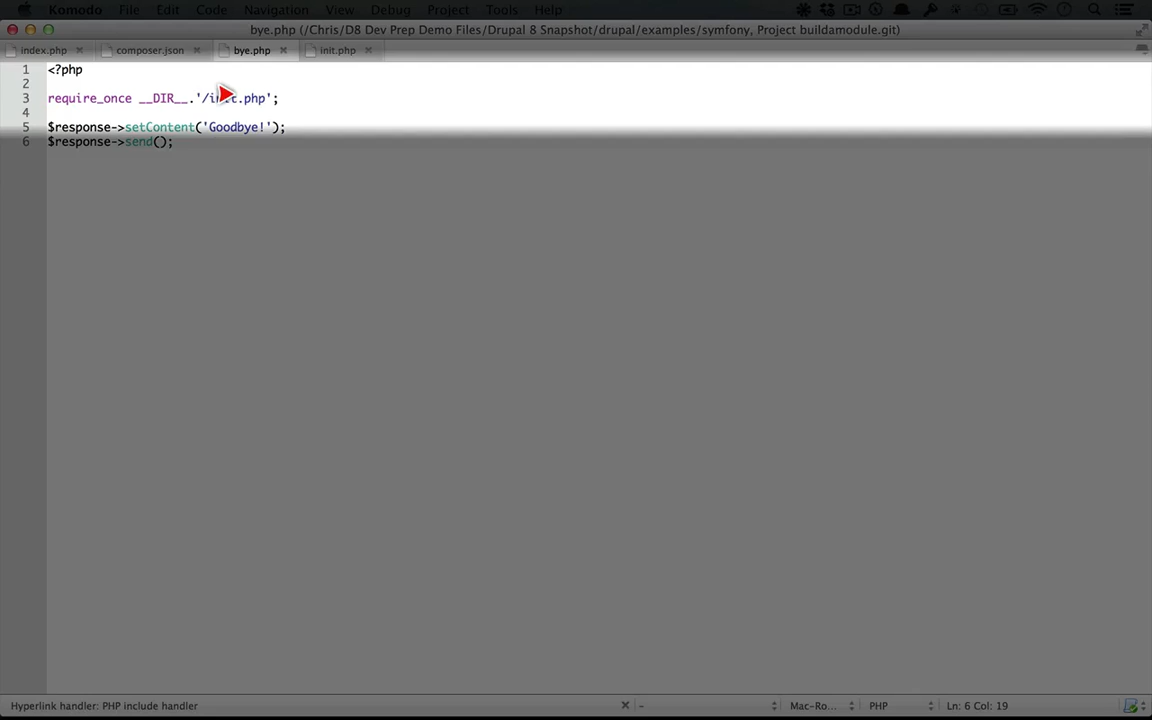 Komodo File Edit Code Navigation View Debug Project Tools Help
bye.php (/Chris/D8 Dev Prep Demo Files/Drupal 8 Snapshot/drupal/examples/symfony, Project buildamodule.git)
index.php composer.json bye.php init.php
1 <?php
2
3 require_once __DIR__.'/init.php';
4
5 $response->setContent('Goodbye!');
6 $response->send();
Hyperlink handler: PHP include handler - Mac-Ro... PHP Ln: 6 Col: 19